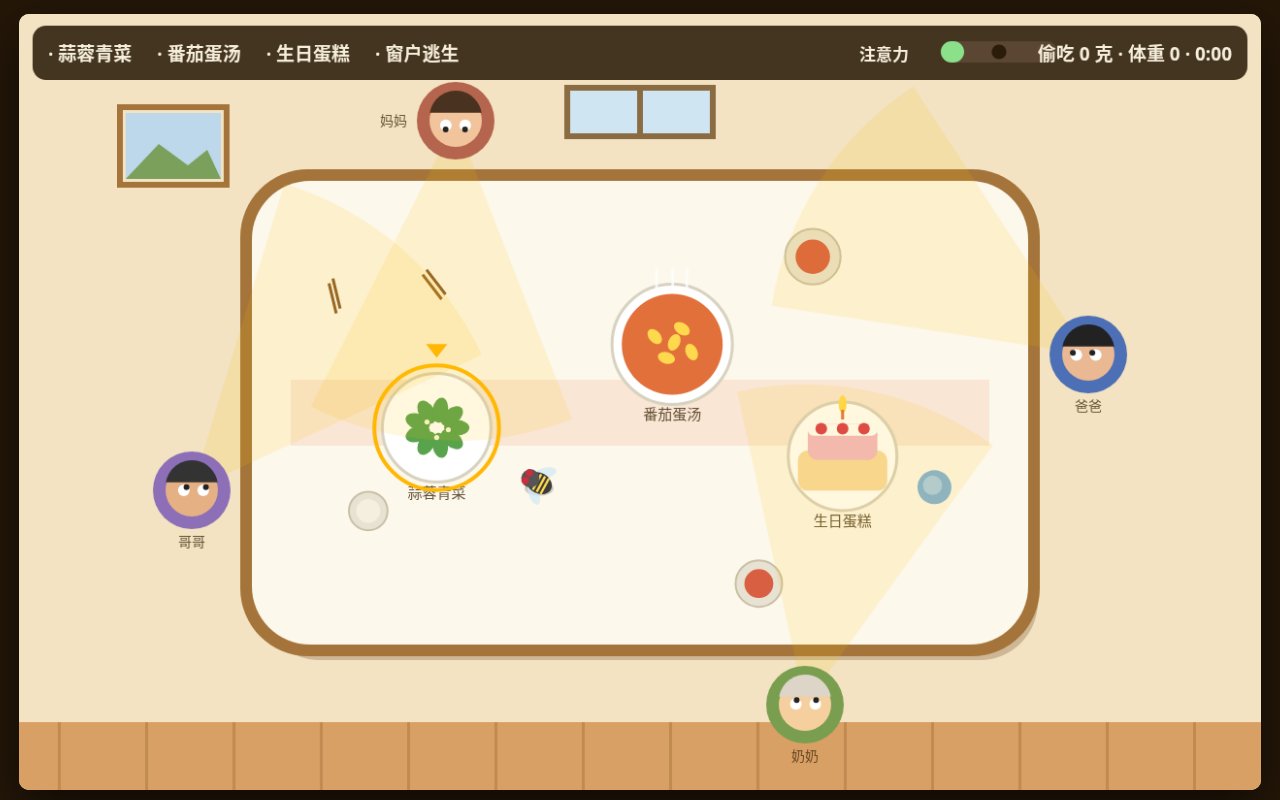 · 蒜蓉青菜 · 番茄蛋汤 · 生日蛋糕 · 窗户逃生 注意力 偷吃 0 克 · 体重 0 · 0:00
妈妈
爸爸
番茄蛋汤
蒜蓉青菜
生日蛋糕
哥哥
奶奶